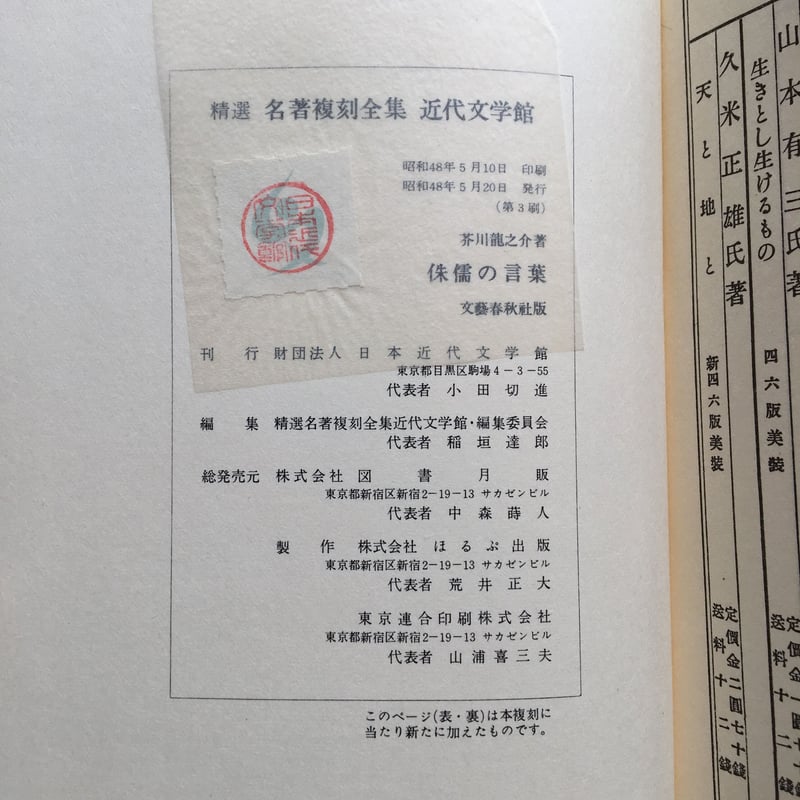 精選 名著複刻全集 近代文学館
昭和48年5月10日 印刷
昭和48年5月20日 発行
(第3刷)
芥川龍之介著
侏儒の言葉
文藝春秋社版
刊行 財団法人 日本近代文学館
東京都目黒区駒場4-3-55
代表者 小田切進
編集 精選名著複刻全集近代文学館・編集委員会
代表者 稲垣達郎
総発売元 株式会社 図書月販
東京都新宿区新宿2-19-13 サカゼンビル
代表者 中森蒔人
製作 株式会社 ほるぷ出版
東京都新宿区新宿2-19-13 サカゼンビル
代表者 荒井正大
東京連合印刷株式会社
東京都新宿区新宿2-19-13 サカゼンビル
代表者 山浦喜三夫
このページ(表・裏)は本複刻に
当たり新たに加えたものです。
山本有三氏著
生きとし生けるもの
四六版美装
久米正雄氏著
天と地と
新四六版美装
定價金二圓七十錢
送料十二錢